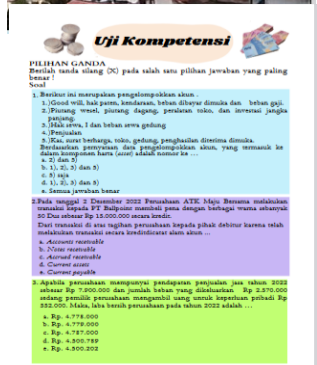 Uji Kompetensi
PILIHAN GANDA
Berilah tanda silang (X) pada salah satu pilihan jawaban yang paling
benar !
Soal
1. Berikut ini merupakan pengelompokkan akun .
1.)Good will, hak paten, kendaraan, beban dibayar dimuka dan beban gaji.
2.)Piutang wesel, piutang dagang, peralatan toko, dan investasi jangka
panjang.
3.)Hak sewa, I dan beban sewa gedung
4.)Penjualan
5.)Kas, surat berharga, toko, gedung, penghasilan diterima dimuka.
Berdasarkan pernyataan data pengelompokkan akun, yang termasuk ke
dalam komponen harta (asset) adalah nomor ke ....
a. 2) dan 5)
b. 1), 2), 3) dan 5)
c. 5) saja
d. 1), 2), 3) dan 5)
e. Semua jawaban benar
2.Pada tanggal 2 Desember 2022 Perusahaan ATK Maju Bersama melakukan
transaksi kepada PT Ballpoint membeli pena dengan berbagai warna sebanyak
50 Dus sebesar Rp 15.000.000 secara kredit.
Dari transaksi di atas tagihan perusahaan kepada pihak debitur karena telah
melakukan transaksi secara kreditdicatat alam akun ...
a. Accounts receivable
b. Notes receivable
c. Accrued receivable
d. Current assets
e. Current payable
3. Apabila perusahaan mempunyai pendapatan penjualan jasa tahun 2022
sebesar Rp 7.900.000 dan jumlah beban yang dikeluarkan Rp 2.570.000
sedang pemilik perusahaan mengambil uang untuk keperluan pribadi Rp
552.000. Maka, laba bersih perusahaan pada tahun 2022 adalah ...
a. Rp. 4.778.000
b. Rp. 4.779.000
c. Rp. 4.787.000
d. Rp. 4.500.789
e. Rp. 4.500.202